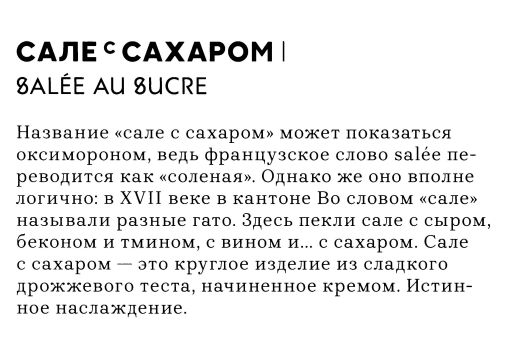 САЛЕ С САХАРОМ |
SALÉE AU SUCRE
Название «сале с сахаром» может показаться
оксимороном, ведь французское слово salée пе-
реводится как «соленая». Однако же оно вполне
логично: в XVII веке в кантоне Во словом «сале»
называли разные гато. Здесь пекли сале с сыром,
беконом и тмином, с вином и... с сахаром. Сале
с сахаром — это круглое изделие из сладкого
дрожжевого теста, начиненное кремом. Истин-
ное наслаждение.